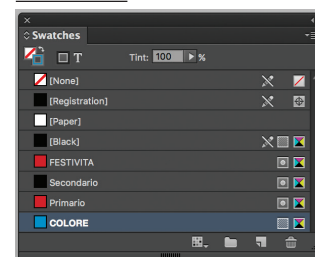 Swatches
T Tint: 100 %
[None]
[Registration]
[Paper]
[Black]
FESTIVITA
Secondario
Primario
COLORE